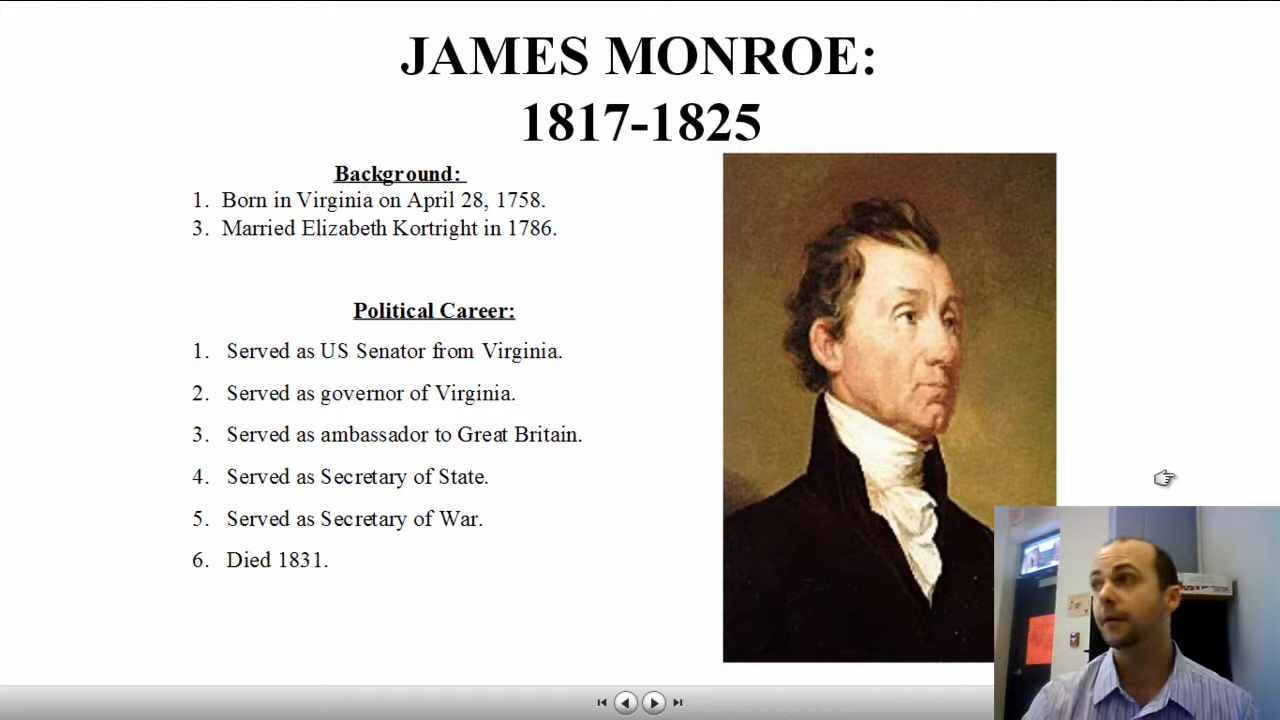 JAMES MONROE:
1817-1825
Background:
1. Born in Virginia on April 28, 1758.
3. Married Elizabeth Kortright in 1786.
Political Career:
1. Served as US Senator from Virginia.
2. Served as governor of Virginia.
3. Served as ambassador to Great Britain.
4. Served as Secretary of State.
5. Served as Secretary of War.
6. Died 1831.